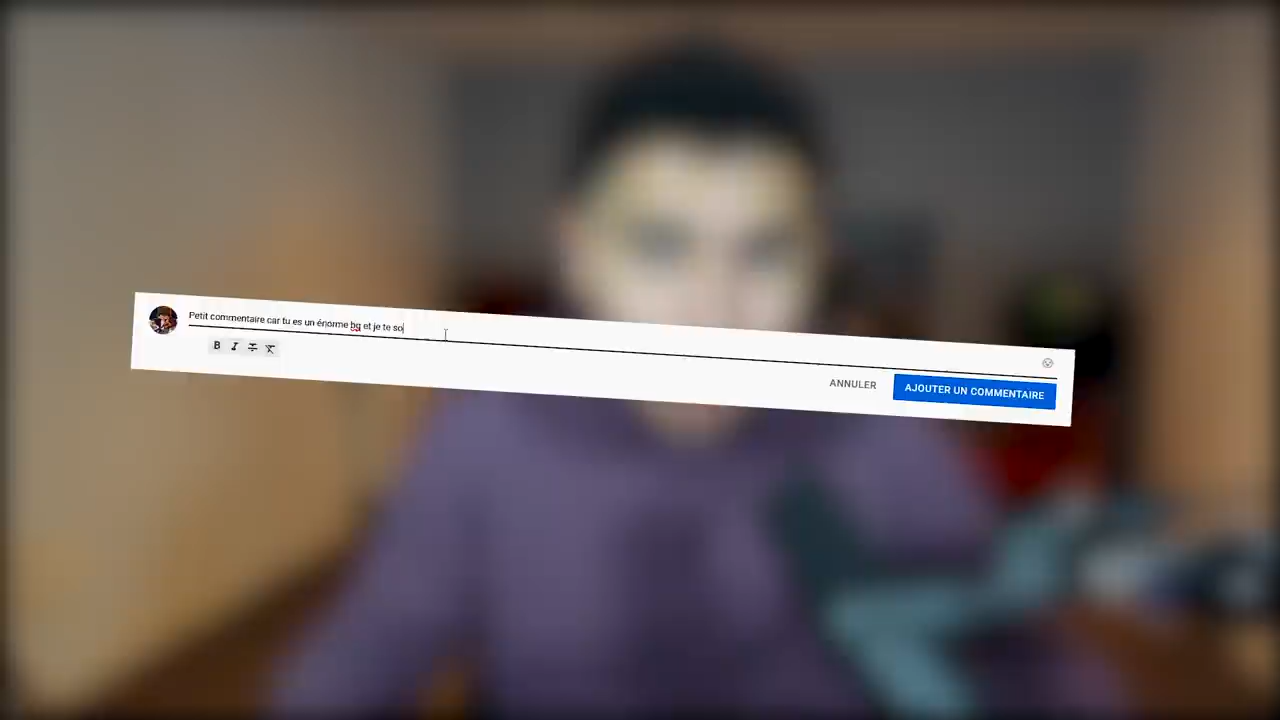 Petit commentaire car tu es un énorme bg et je te so
B I S T
ANNULER
AJOUTER UN COMMENTAIRE